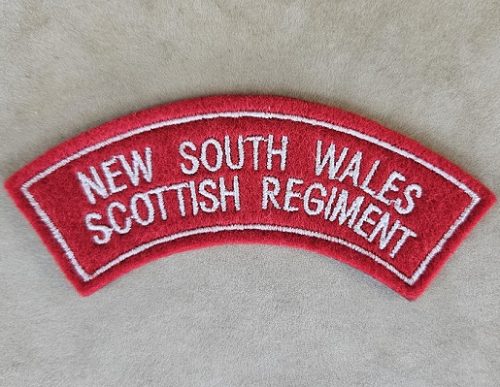 NEW SOUTH WALES
SCOTTISH REGIMENT